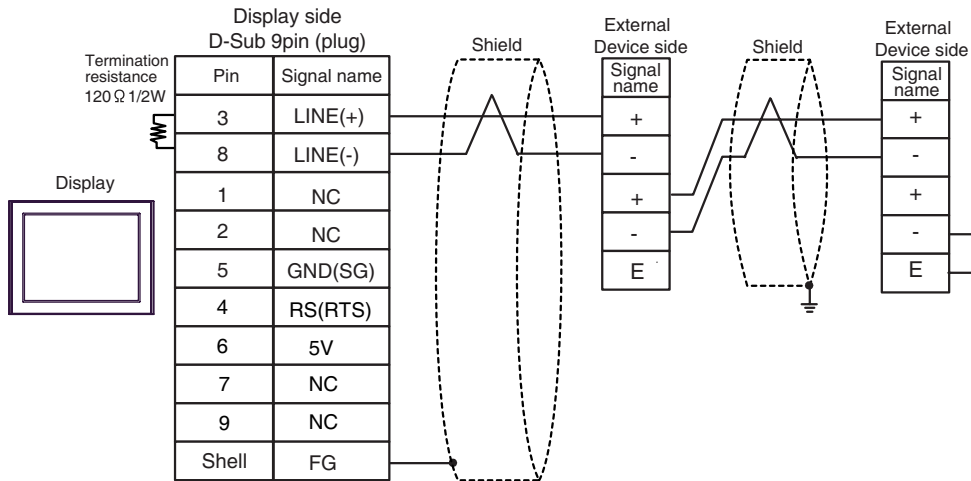 Display side
D-Sub 9pin (plug)
Termination
resistance
120 Ω 1/2W
Pin Signal name
3 LINE(+)
8 LINE(-)
1 NC
2 NC
5 GND(SG)
4 RS(RTS)
6 5V
7 NC
9 NC
Shell FG
Display
Shield
External
Device side
Signal
name
+
-
+
-
E
Shield
External
Device side
Signal
name
+
-
+
-
E